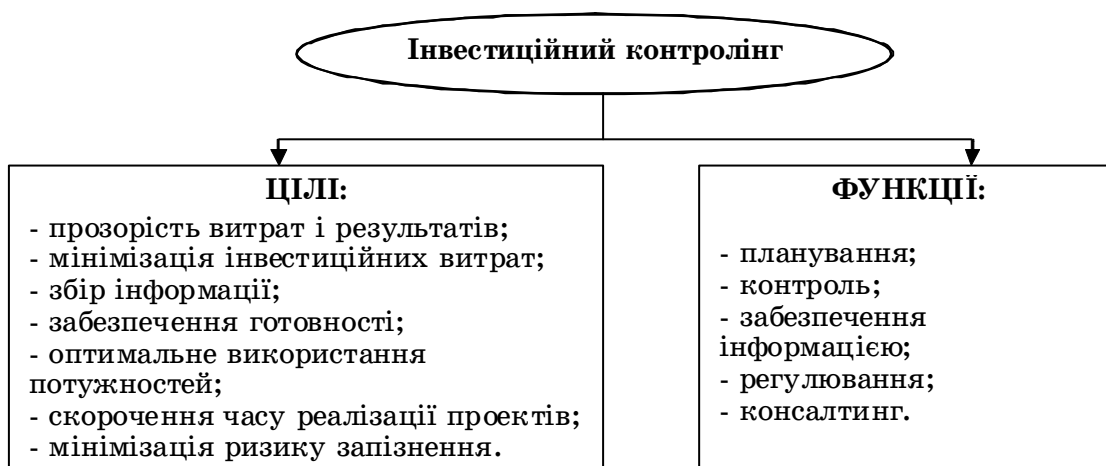 Інвестиційний контролінг
ЦІЛІ:
- прозорість витрат і результатів;
- мінімізація інвестиційних витрат;
- збір інформації;
- забезпечення готовності;
- оптимальне використання
потужностей;
- скорочення часу реалізації проектів;
- мінімізація ризику запізнення.
ФУНКЦІЇ:
- планування;
- контроль;
- забезпечення
інформацією;
- регулювання;
- консалтинг.